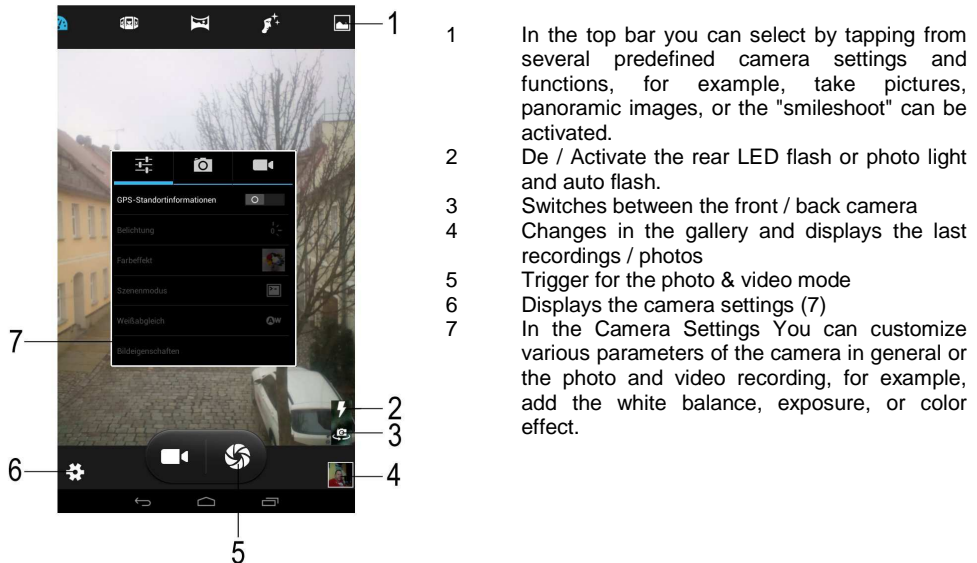 1
1 In the top bar you can select by tapping from
several predefined camera settings and
functions, for example, take pictures,
panoramic images, or the "smileshoot" can be
activated.
2 De / Activate the rear LED flash or photo light
and auto flash.
3 Switches between the front / back camera
4 Changes in the gallery and displays the last
recordings / photos
5 Trigger for the photo & video mode
6 Displays the camera settings (7)
7 In the Camera Settings You can customize
various parameters of the camera in general or
the photo and video recording, for example,
add the white balance, exposure, or color
effect.
GPS-Standortinformationen
Belichtung
0
Farbeffekt
Szenenmodus
Weißabgleich
AW
Bildeigenschaften
7
2
3
4
6
5